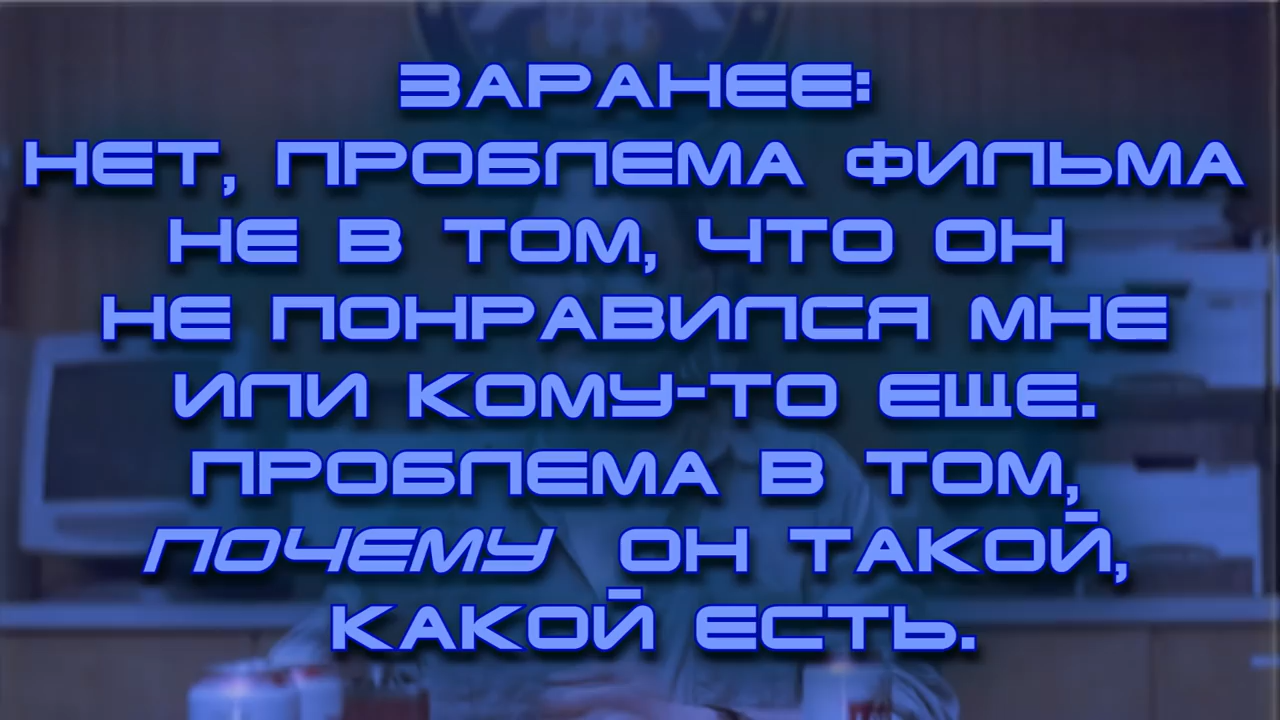 ЗАРАНЕЕ:
НЕТ, ПРОБЛЕМА ФИЛЬМА
НЕ В ТОМ, ЧТО ОН
НЕ ПОНРАВИЛСЯ МНЕ
ИЛИ КОМУ-ТО ЕЩЕ.
ПРОБЛЕМА В ТОМ,
ПОЧЕМУ ОН ТАКОЙ,
КАКОЙ ЕСТЬ.